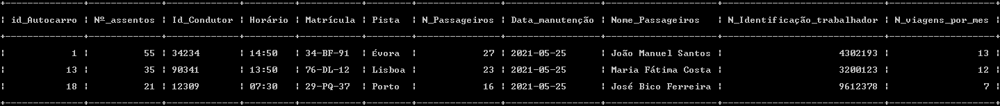 id_Autocarro Nº_assentos Id_Condutor Horário Matrícula Pista N_Passageiros Data_manutenção Nome_Passageiros N_Identificação_trabalhador N_viagens_por_mes
1 55 34234 14:50 34-BF-91 Évora 27 2021-05-25 João Manuel Santos 4302193 13
13 35 90341 13:50 76-DL-12 Lisboa 23 2021-05-25 Maria Fátima Costa 3200123 12
18 21 12309 07:30 29-PQ-37 Porto 16 2021-05-25 José Bico Ferreira 9612378 7